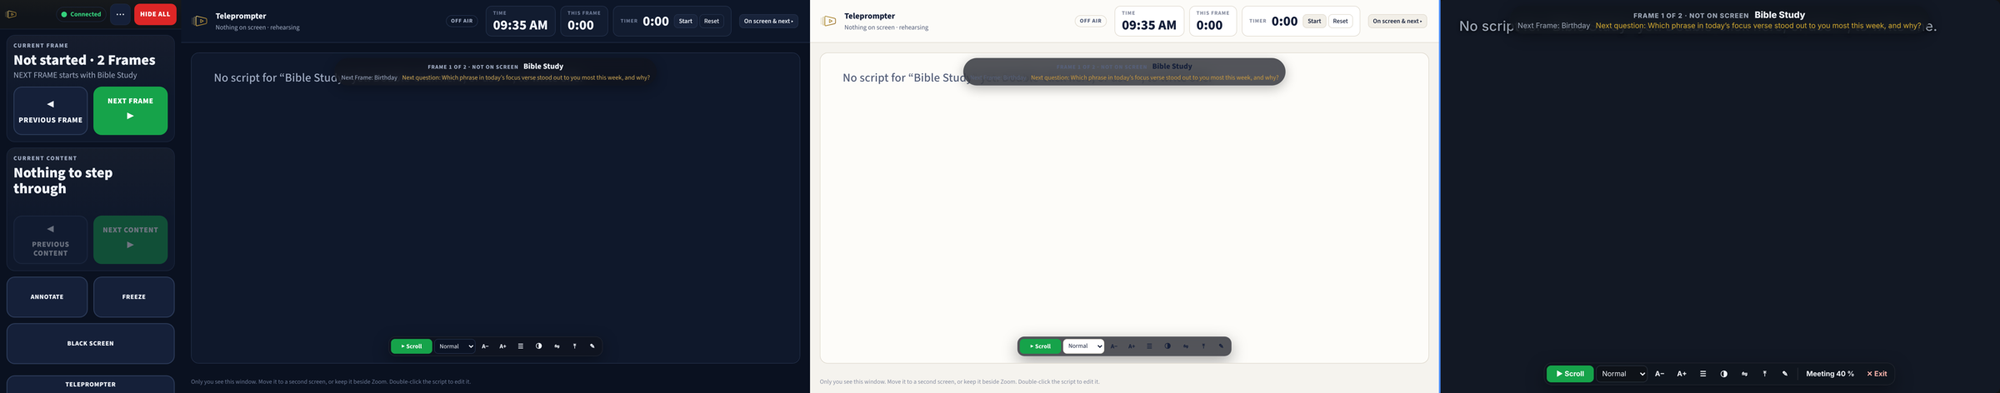 Connected
...
HIDE ALL
CURRENT FRAME
Not started · 2 Frames
NEXT FRAME starts with Bible Study
◀
PREVIOUS FRAME
NEXT FRAME
▶
CURRENT CONTENT
Nothing to step
through
◀
PREVIOUS
CONTENT
NEXT CONTENT
▶
ANNOTATE
FREEZE
BLACK SCREEN
TELEPROMPTER
Teleprompter
Nothing on screen · rehearsing
OFF AIR
TIME
09:35 AM
THIS FRAME
0:00
TIMER 0:00 Start Reset
On screen & next ›
FRAME 1 OF 2 · NOT ON SCREEN Bible Study
No script for “Bible Stud
Next Frame: Birthday Next question: Which phrase in today's focus verse stood out to you most this week, and why?
▶ Scroll Normal A− A+ ☰
Only you see this window. Move it to a second screen, or keep it beside Zoom. Double-click the script to edit it.
Teleprompter
Nothing on screen · rehearsing
OFF AIR
TIME
09:35 AM
THIS FRAME
0:00
TIMER 0:00 Start Reset
On screen & next ›
Bible Study
No script for “Bible Study
Next question: Which phrase in today's focus verse stood out to you most this week, and why?
▶ Scroll Normal A− A+ ☰
Only you see this window. Move it to a second screen, or keep it beside Zoom. Double-click the script to edit it.
FRAME 1 OF 2 · NOT ON SCREEN Bible Study
No scrip
Next Frame: Birthday Next question: Which phrase in today's focus verse stood out to you most this week, and why?
e.
▶ Scroll Normal A− A+ ☰ Meeting 40 % ✕ Exit